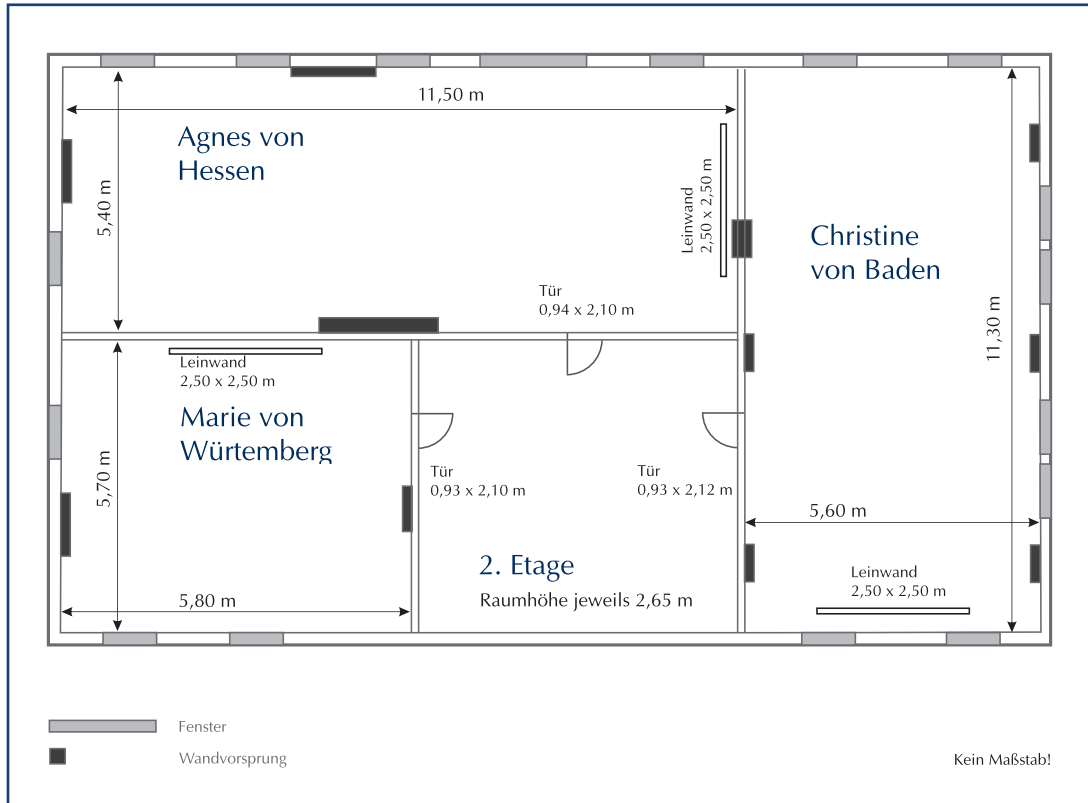 11,50 m
Agnes von
Hessen
5,40 m
Leinwand
2,50 x 2,50 m
Tür
0,94 x 2,10 m
Christine
von Baden
11,30 m
Leinwand
2,50 x 2,50 m
Marie von
Würtemberg
5,70 m
Tür
0,93 x 2,10 m
Tür
0,93 x 2,12 m
5,60 m
2. Etage
Raumhöhe jeweils 2,65 m
5,80 m
Leinwand
2,50 x 2,50 m
Fenster
Wandvorsprung
Kein Maßstab!